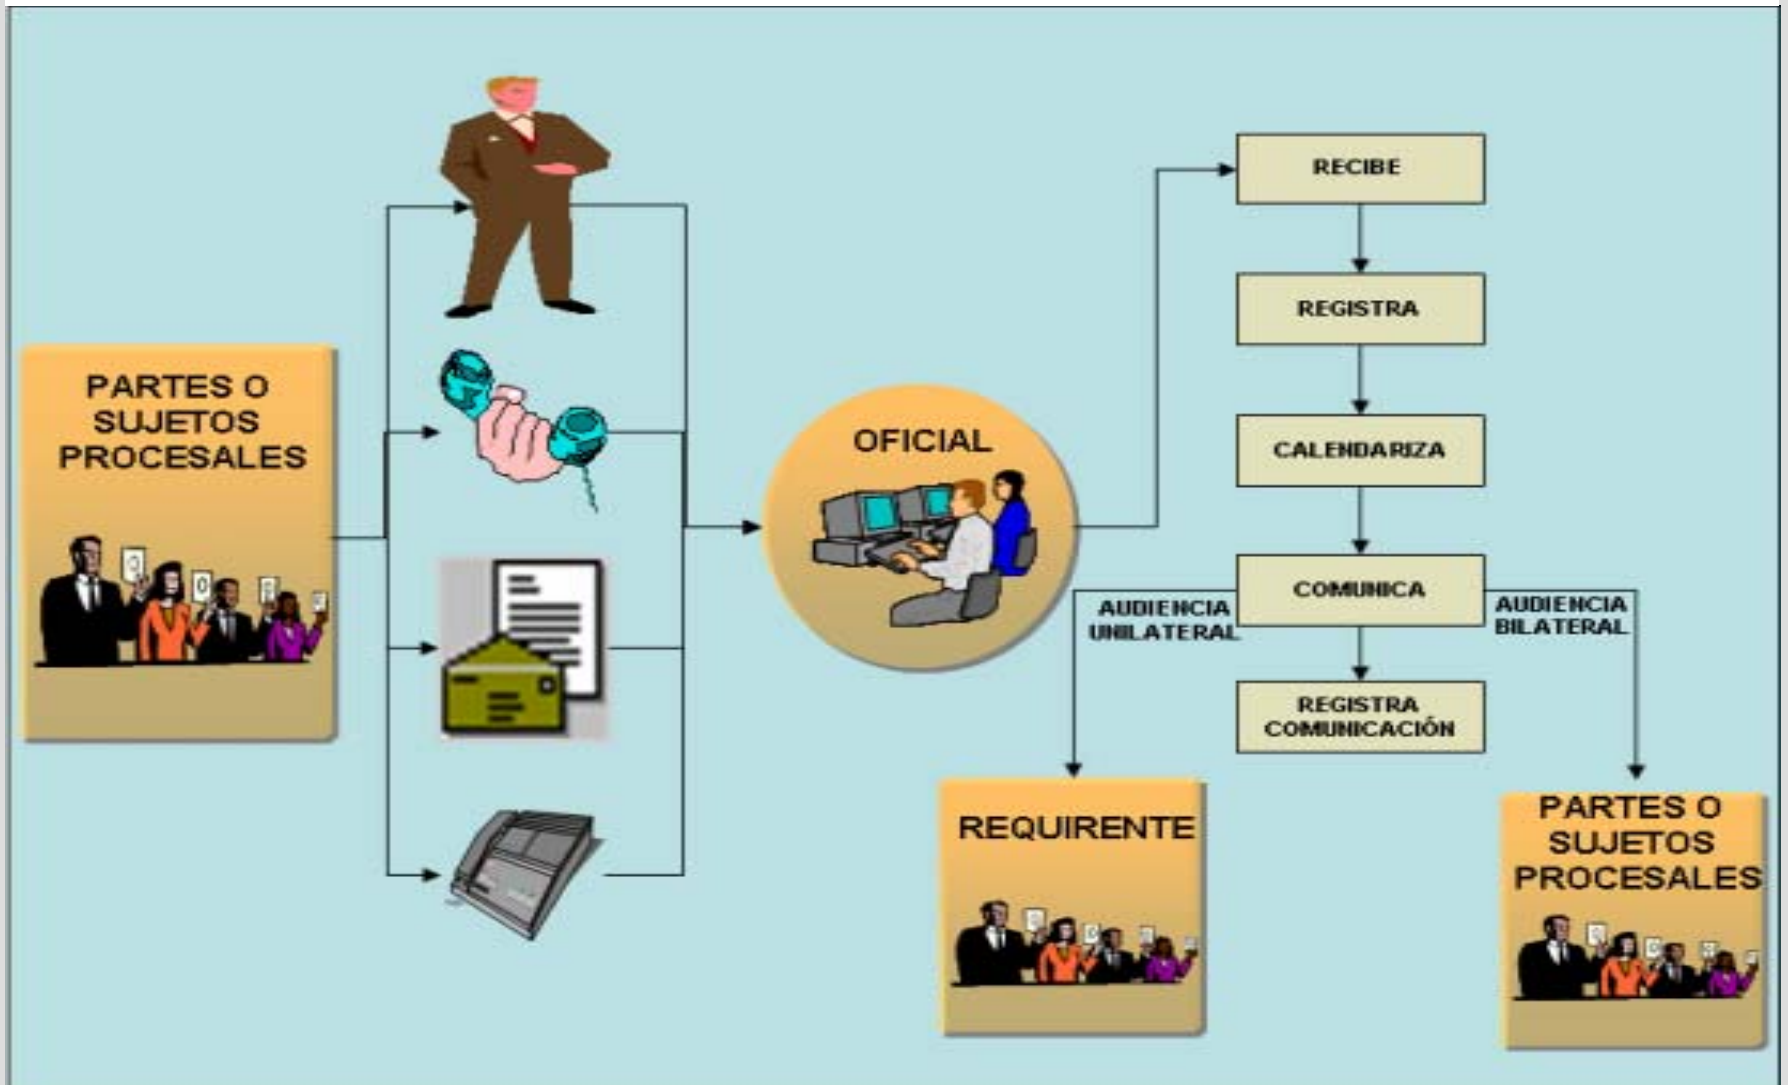 PARTES O
SUJETOS
PROCESALES
OFICIAL
RECIBE
REGISTRA
CALENDARIZA
COMUNICA
AUDIENCIA
UNILATERAL
AUDIENCIA
BILATERAL
REGISTRA
COMUNICACIÓN
REQUIRENTE
PARTES O
SUJETOS
PROCESALES